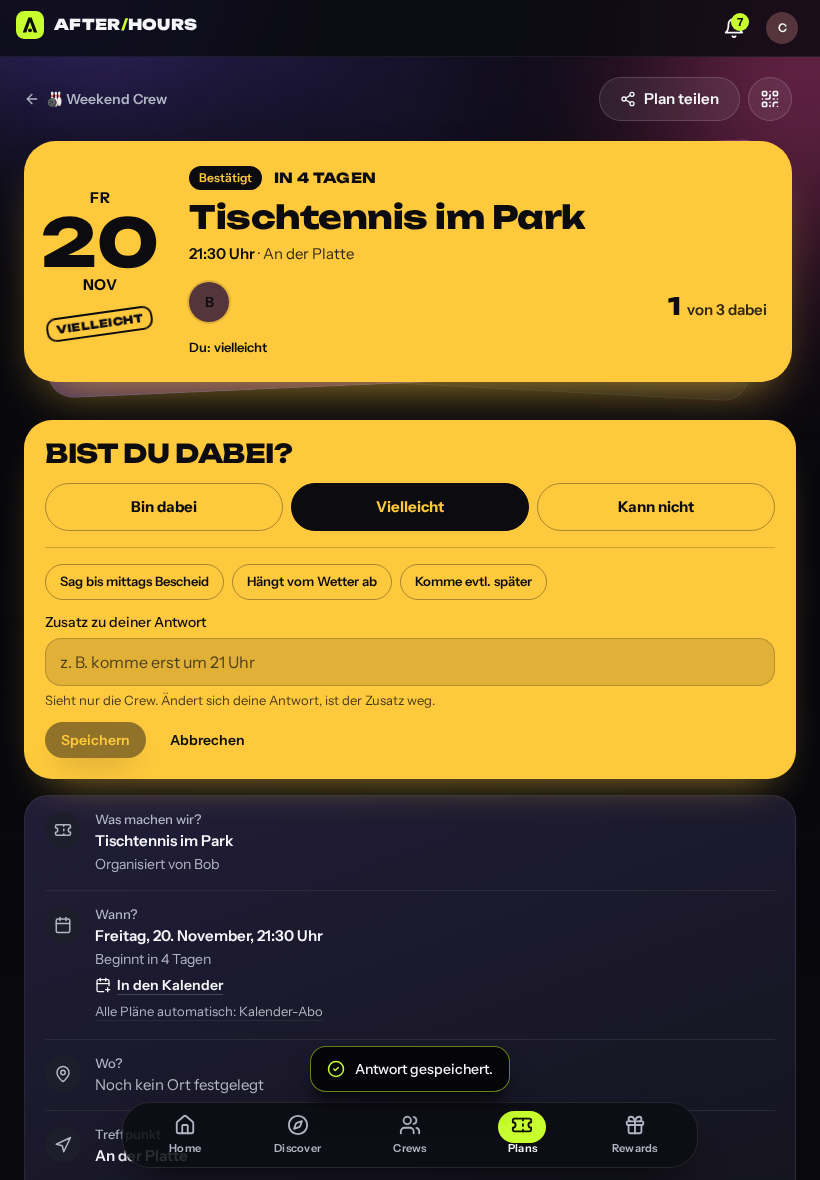 AFTER/HOURS
7
C
Weekend Crew
Plan teilen
FR
20
NOV
VIELLEICHT
Bestätigt
IN 4 TAGEN
Tischtennis im Park
21:30 Uhr · An der Platte
B
1 von 3 dabei
Du: vielleicht
BIST DU DABEI?
Bin dabei
Vielleicht
Kann nicht
Sag bis mittags Bescheid
Hängt vom Wetter ab
Komme evtl. später
Zusatz zu deiner Antwort
z. B. komme erst um 21 Uhr
Sieht nur die Crew. Ändert sich deine Antwort, ist der Zusatz weg.
Speichern
Abbrechen
Was machen wir?
Tischtennis im Park
Organisiert von Bob
Wann?
Freitag, 20. November, 21:30 Uhr
Beginnt in 4 Tagen
In den Kalender
Alle Pläne automatisch: Kalender-Abo
Wo?
Noch kein Ort festgelegt
Antwort gespeichert.
Treffpunkt
An der Platte
Home
Discover
Crews
Plans
Rewards